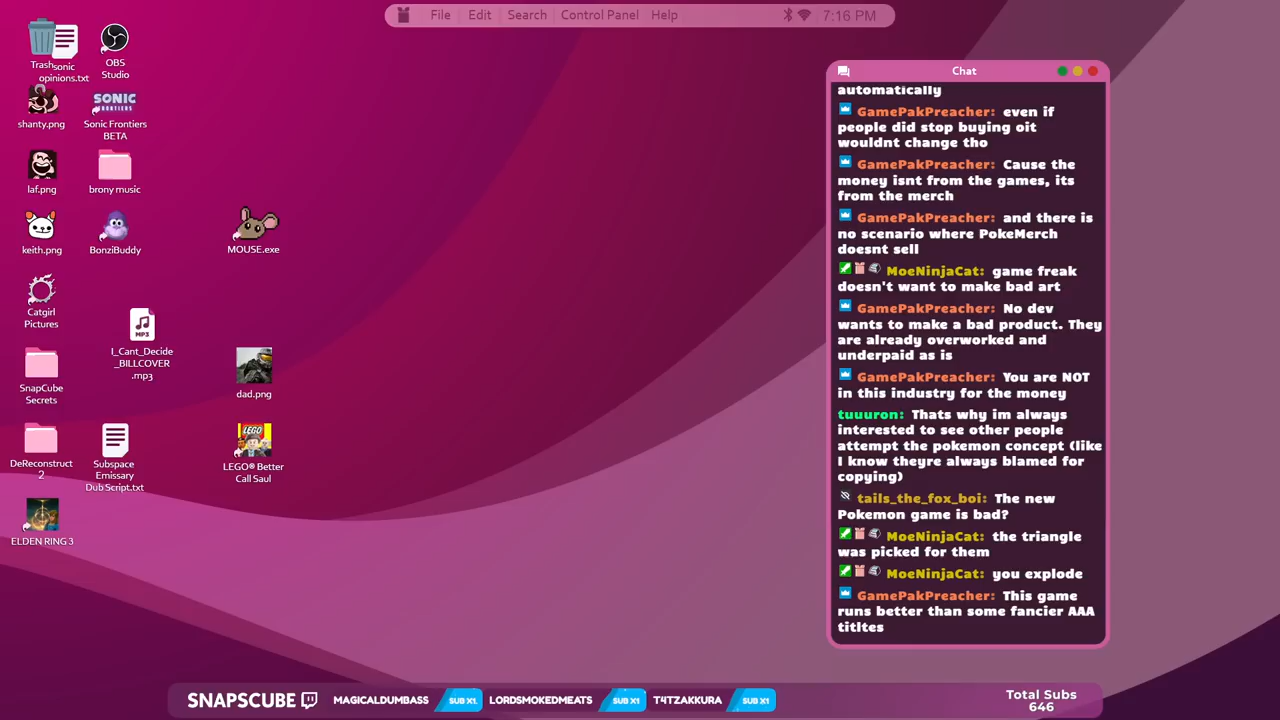 File Edit Search Control Panel Help 7:16 PM
Trash
sonic
opinions.txt
OBS
Studio
shanty.png
SONIC
FRONTIERS
Sonic Frontiers
BETA
laf.png
brony music
keith.png
BonziBuddy
MOUSE.exe
Catgirl
Pictures
MP3
I_Cant_Decide
_BILLCOVER
.mp3
SnapCube
Secrets
dad.png
DeReconstruct
2
Subspace
Emissary
Dub Script.txt
LEGO
LEGO® Better
Call Saul
ELDEN RING 3
Chat
automatically
GamePakPreacher: even if
people did stop buying oit
wouldnt change tho
GamePakPreacher: Cause the
money isnt from the games, its
from the merch
GamePakPreacher: and there is
no scenario where PokeMerch
doesnt sell
MoeNinjaCat: game freak
doesn't want to make bad art
GamePakPreacher: No dev
wants to make a bad product. They
are already overworked and
underpaid as is
GamePakPreacher: You are NOT
in this industry for the money
tuuuron: Thats why im always
interested to see other people
attempt the pokemon concept (like
I know theyre always blamed for
copying)
tails_the_fox_boi: The new
Pokemon game is bad?
MoeNinjaCat: the triangle
was picked for them
MoeNinjaCat: you explode
GamePakPreacher: This game
runs better than some fancier AAA
titltes
SNAPSCUBE MAGICALDUMBASS SUB X1 LORDSMOKEDMEATS SUB X1 T4TZAKKURA SUB X1
Total Subs
646